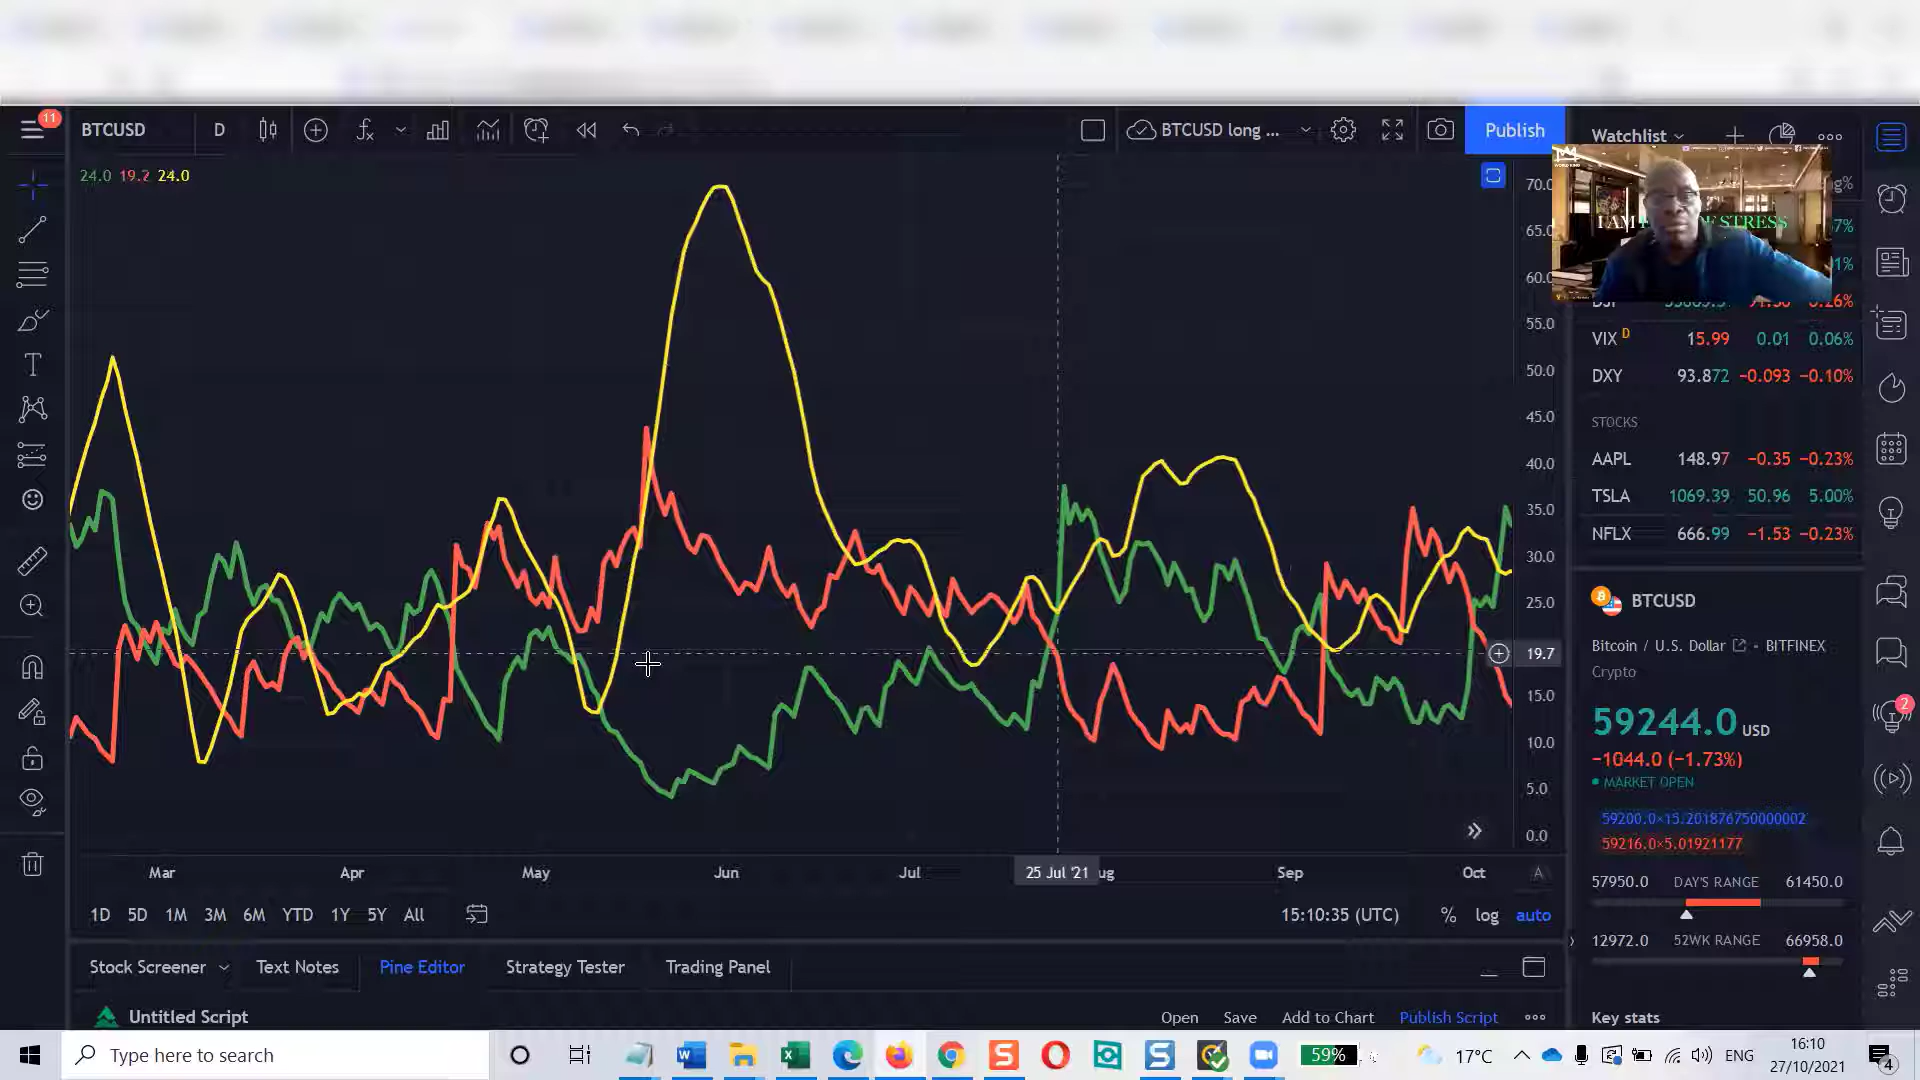 11
BTCUSD D BTCUSD long ... Publish Watchlist
24.0 19.2 24.0
I AM OF STRESS
70.0
65.0
60.0
55.0
50.0
45.0
40.0
35.0
30.0
25.0
19.7
15.0
10.0
5.0
0.0
VIX D 15.99 0.01 0.06%
DXY 93.872 −0.093 −0.10%
STOCKS
AAPL 148.97 −0.35 −0.23%
TSLA 1069.39 50.96 5.00%
NFLX 666.99 −1.53 −0.23%
BTCUSD
Bitcoin / U.S. Dollar • BITFINEX
Crypto
59244.0 USD
−1044.0 (−1.73%)
• MARKET OPEN
2
59200.0×15.201876750000002
59216.0×5.01921177
57950.0 DAY'S RANGE 61450.0
12972.0 52WK RANGE 66958.0
Key stats
Mar Apr May Jun Jul 25 Jul '21 ug Sep Oct A
1D 5D 1M 3M 6M YTD 1Y 5Y All 15:10:35 (UTC) % log auto
Stock Screener Text Notes Pine Editor Strategy Tester Trading Panel
Untitled Script Open Save Add to Chart Publish Script
Type here to search 59% 17°C ENG 16:10
27/10/2021 4